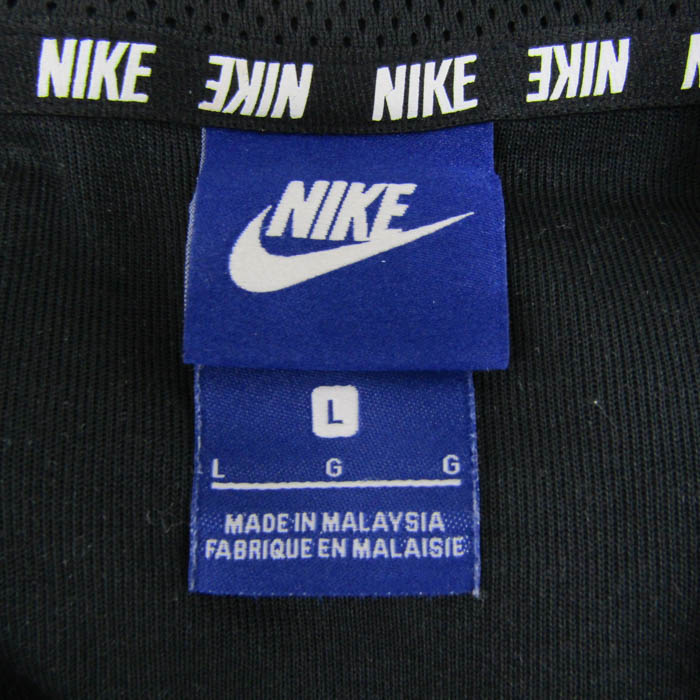 NIKE NIKE NIKE NIKE N
NIKE
L
L G G
MADE IN MALAYSIA
FABRIQUE EN MALAISIE